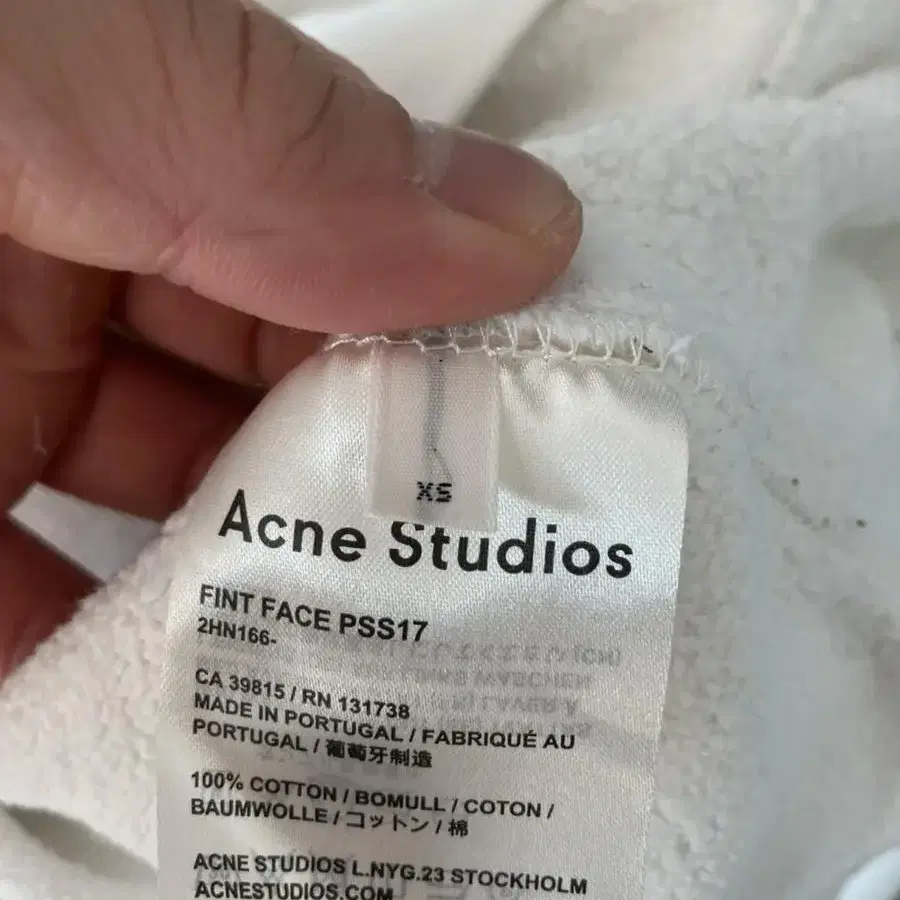 XS
Acne Studios
FINT FACE PSS17
2HN166-
CA 39815 / RN 131738
MADE IN PORTUGAL / FABRIQUÉ AU
PORTUGAL / 葡萄牙制造
100% COTTON / BOMULL / COTON /
BAUMWOLLE / コットン / 棉
ACNE STUDIOS L.NYG.23 STOCKHOLM
ACNESTUDIOS.COM